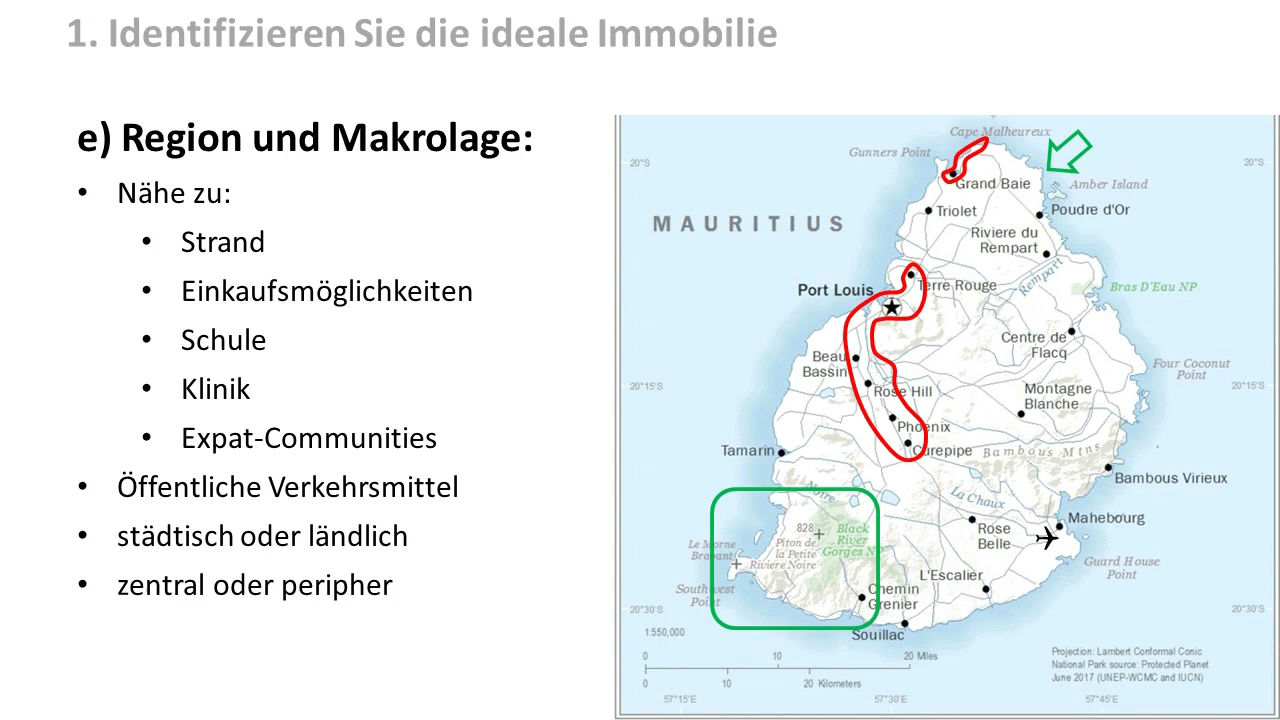 1. Identifizieren Sie die ideale Immobilie
e) Region und Makrolage:
• Nähe zu:
• Strand
• Einkaufsmöglichkeiten
• Schule
• Klinik
• Expat-Communities
• Öffentliche Verkehrsmittel
• städtisch oder ländlich
• zentral oder peripher
Cape Malheureux
Gunners Point
20°S
20°S
Grand Baie
Amber Island
Triolet
Poudre d'Or
MAURITIUS
Riviere du
Rempart
Rempart
Terre Rouge
Port Louis
Bras D'Eau NP
Centre de
Flacq
Beau
Bassin
Four Coconut
Point
20°15'S
20°15'S
Rose Hill
Montagne
Blanche
Phoenix
Tamarin
Curepipe
Bambous Mtns
Bambous Virieux
Noire
La Chaux
828
Black
River
Gorges NP
Rose
Belle
Mahebourg
Le Morne
Brabant
Piton de
la Petite
Riviere Noire
Guard House
Point
L'Escalier
Southwest
Point
Chemin
Grenier
20°30'S
20°30'S
Souillac
1:550,000
0 10 20 Miles
0 10 20 Kilometers
Projection: Lambert Conformal Conic
National Park source: Protected Planet
June 2017 (UNEP-WCMC and IUCN)
57°15'E
57°30'E
57°45'E